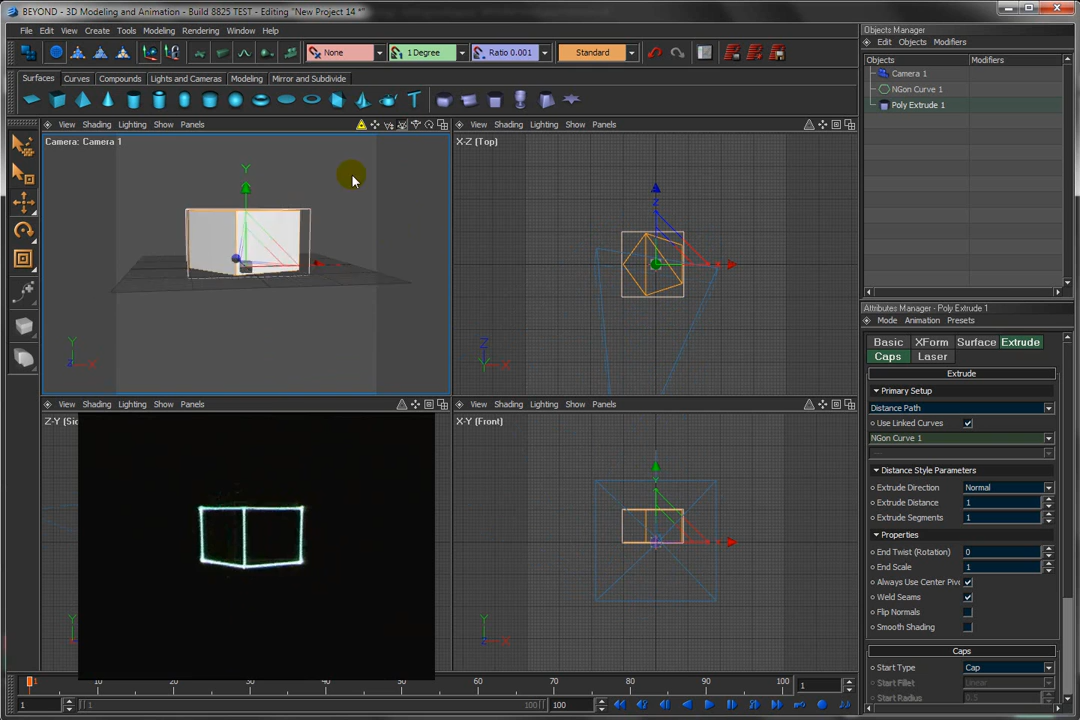 BEYOND - 3D Modeling and Animation - Build 8825 TEST - Editing "New Project 14 *"
File Edit View Create Tools Modeling Rendering Window Help
None 1 Degree Ratio 0.001 Standard
Surfaces Curves Compounds Lights and Cameras Modeling Mirror and Subdivide
View Shading Lighting Show Panels
Camera: Camera 1
Y
Y
Z X
View Shading Lighting Show Panels
X-Z (Top)
Z
Z
Y X
View Shading Lighting Show Panels
Z-Y (Sid
Y
View Shading Lighting Show Panels
X-Y (Front)
Y
Y
Z X
Objects Manager
Edit Objects Modifiers
Objects Modifiers
Camera 1
NGon Curve 1
Poly Extrude 1
Attributes Manager - Poly Extrude 1
Mode Animation Presets
Basic XForm Surface Extrude
Caps Laser
Extrude
Primary Setup
Distance Path
Use Linked Curves
NGon Curve 1
Distance Style Parameters
Extrude Direction Normal
Extrude Distance 1
Extrude Segments 1
Properties
End Twist (Rotation) 0
End Scale 1
Always Use Center Pivo
Weld Seams
Flip Normals
Smooth Shading
Caps
Start Type Cap
Start Fillet Linear
Start Radius 0.5
1 10 20 30 40 50 60 70 80 90 100 1
1 1 100 100